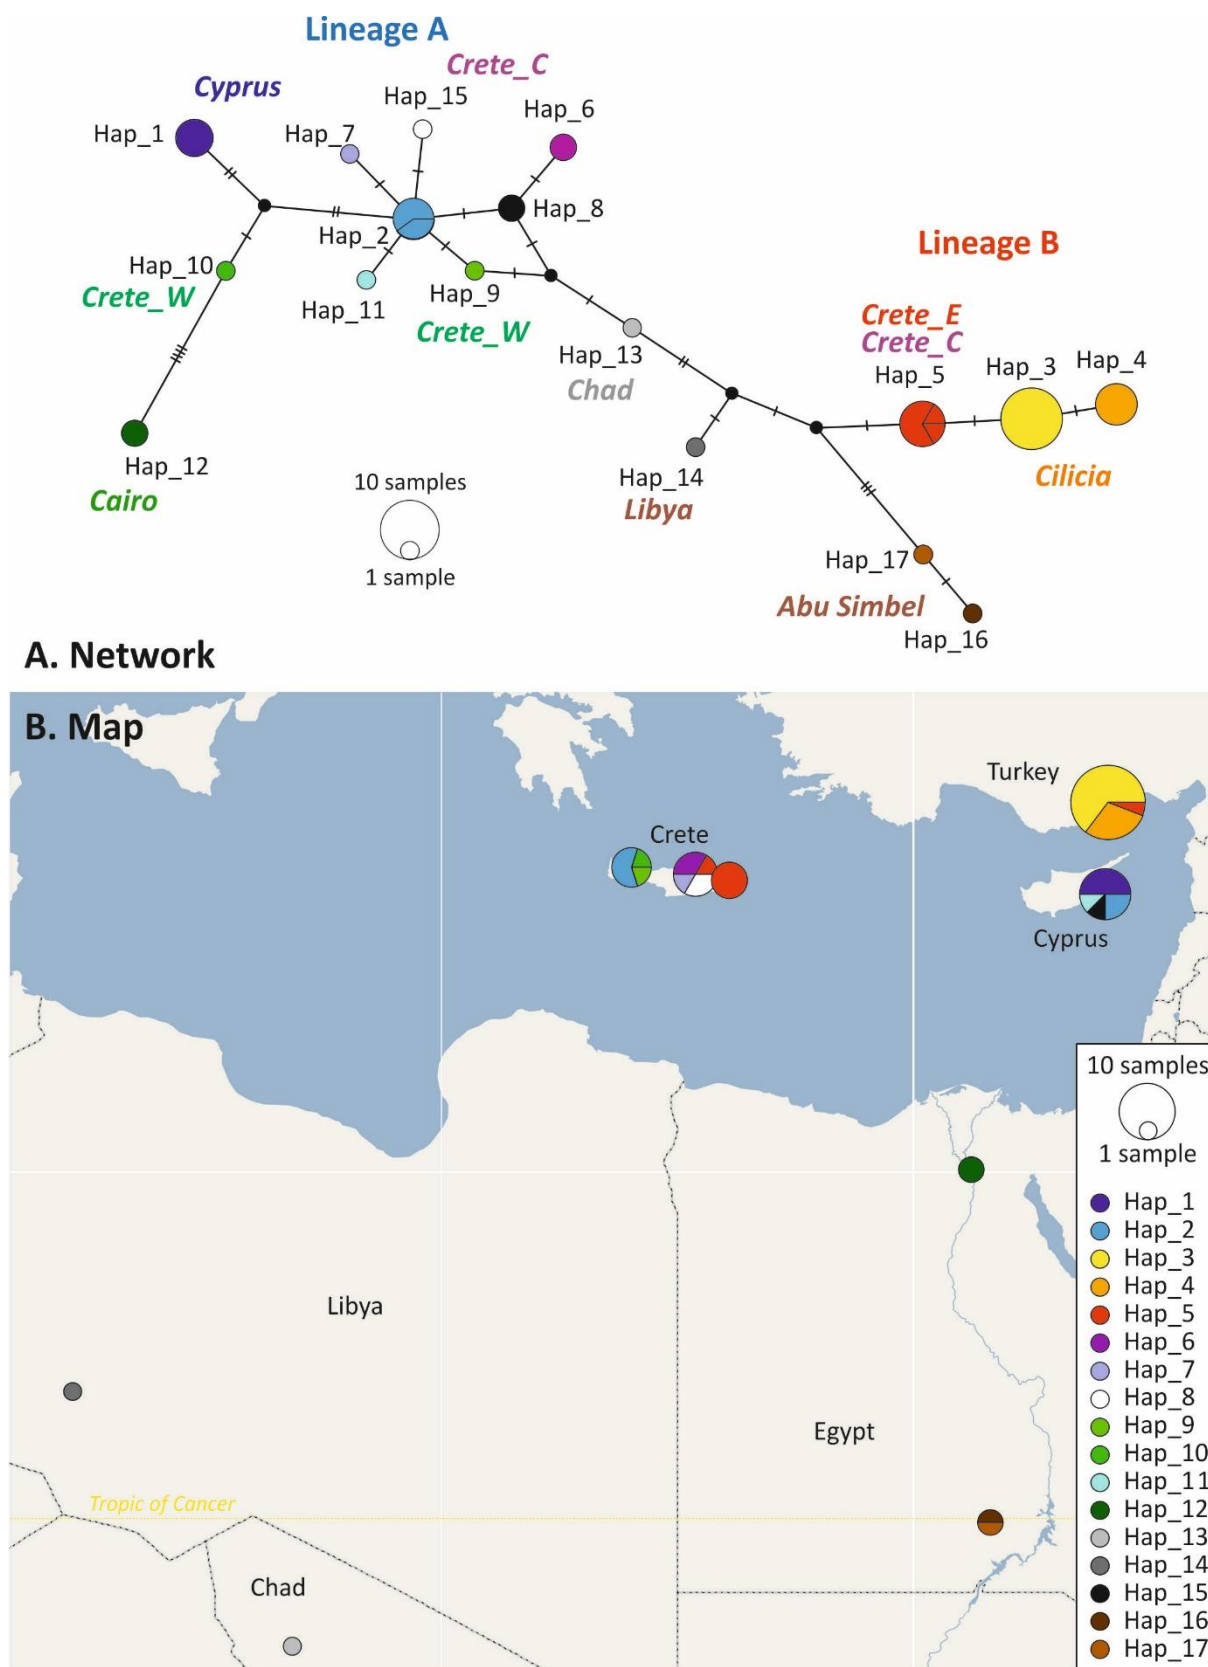 Lineage A
Crete_C
Cyprus
Hap_15
Hap_6
Hap_1
Hap_7
Hap_8
Hap_2
Lineage B
Hap_10
Crete_W
Hap_11
Hap_9
Crete_W
Crete_E
Crete_C
Hap_5
Hap_3
Hap_4
Hap_13
Chad
Hap_12
Cairo
10 samples
1 sample
Hap_14
Libya
Cilicia
Hap_17
Abu Simbel
Hap_16
A. Network
B. Map
Turkey
Crete
Cyprus
10 samples
1 sample
Libya
Egypt
Tropic of Cancer
Chad
Hap_1
Hap_2
Hap_3
Hap_4
Hap_5
Hap_6
Hap_7
Hap_8
Hap_9
Hap_10
Hap_11
Hap_12
Hap_13
Hap_14
Hap_15
Hap_16
Hap_17